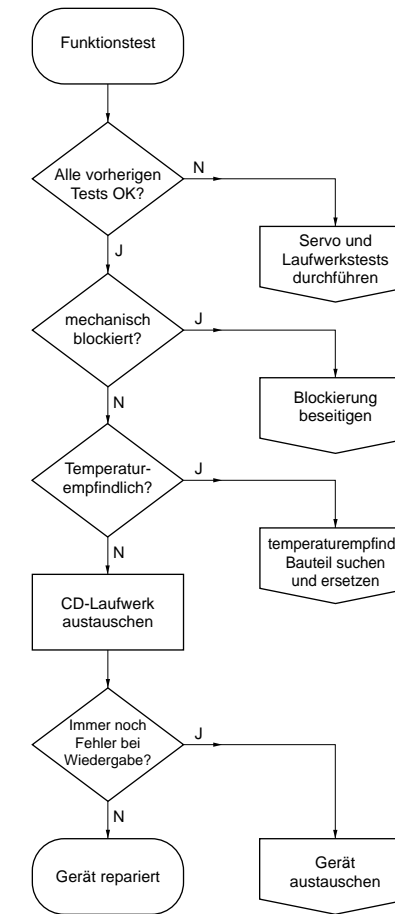 Funktionstest
Alle vorherigen
Tests OK?
N
J
Servo und
Laufwerkstests
durchführen
mechanisch
blockiert?
J
N
Blockierung
beseitigen
Temperatur-
empfindlich?
J
N
temperaturempfind
Bauteil suchen
und ersetzen
CD-Laufwerk
austauschen
Immer noch
Fehler bei
Wiedergabe?
J
N
Gerät repariert
Gerät
austauschen